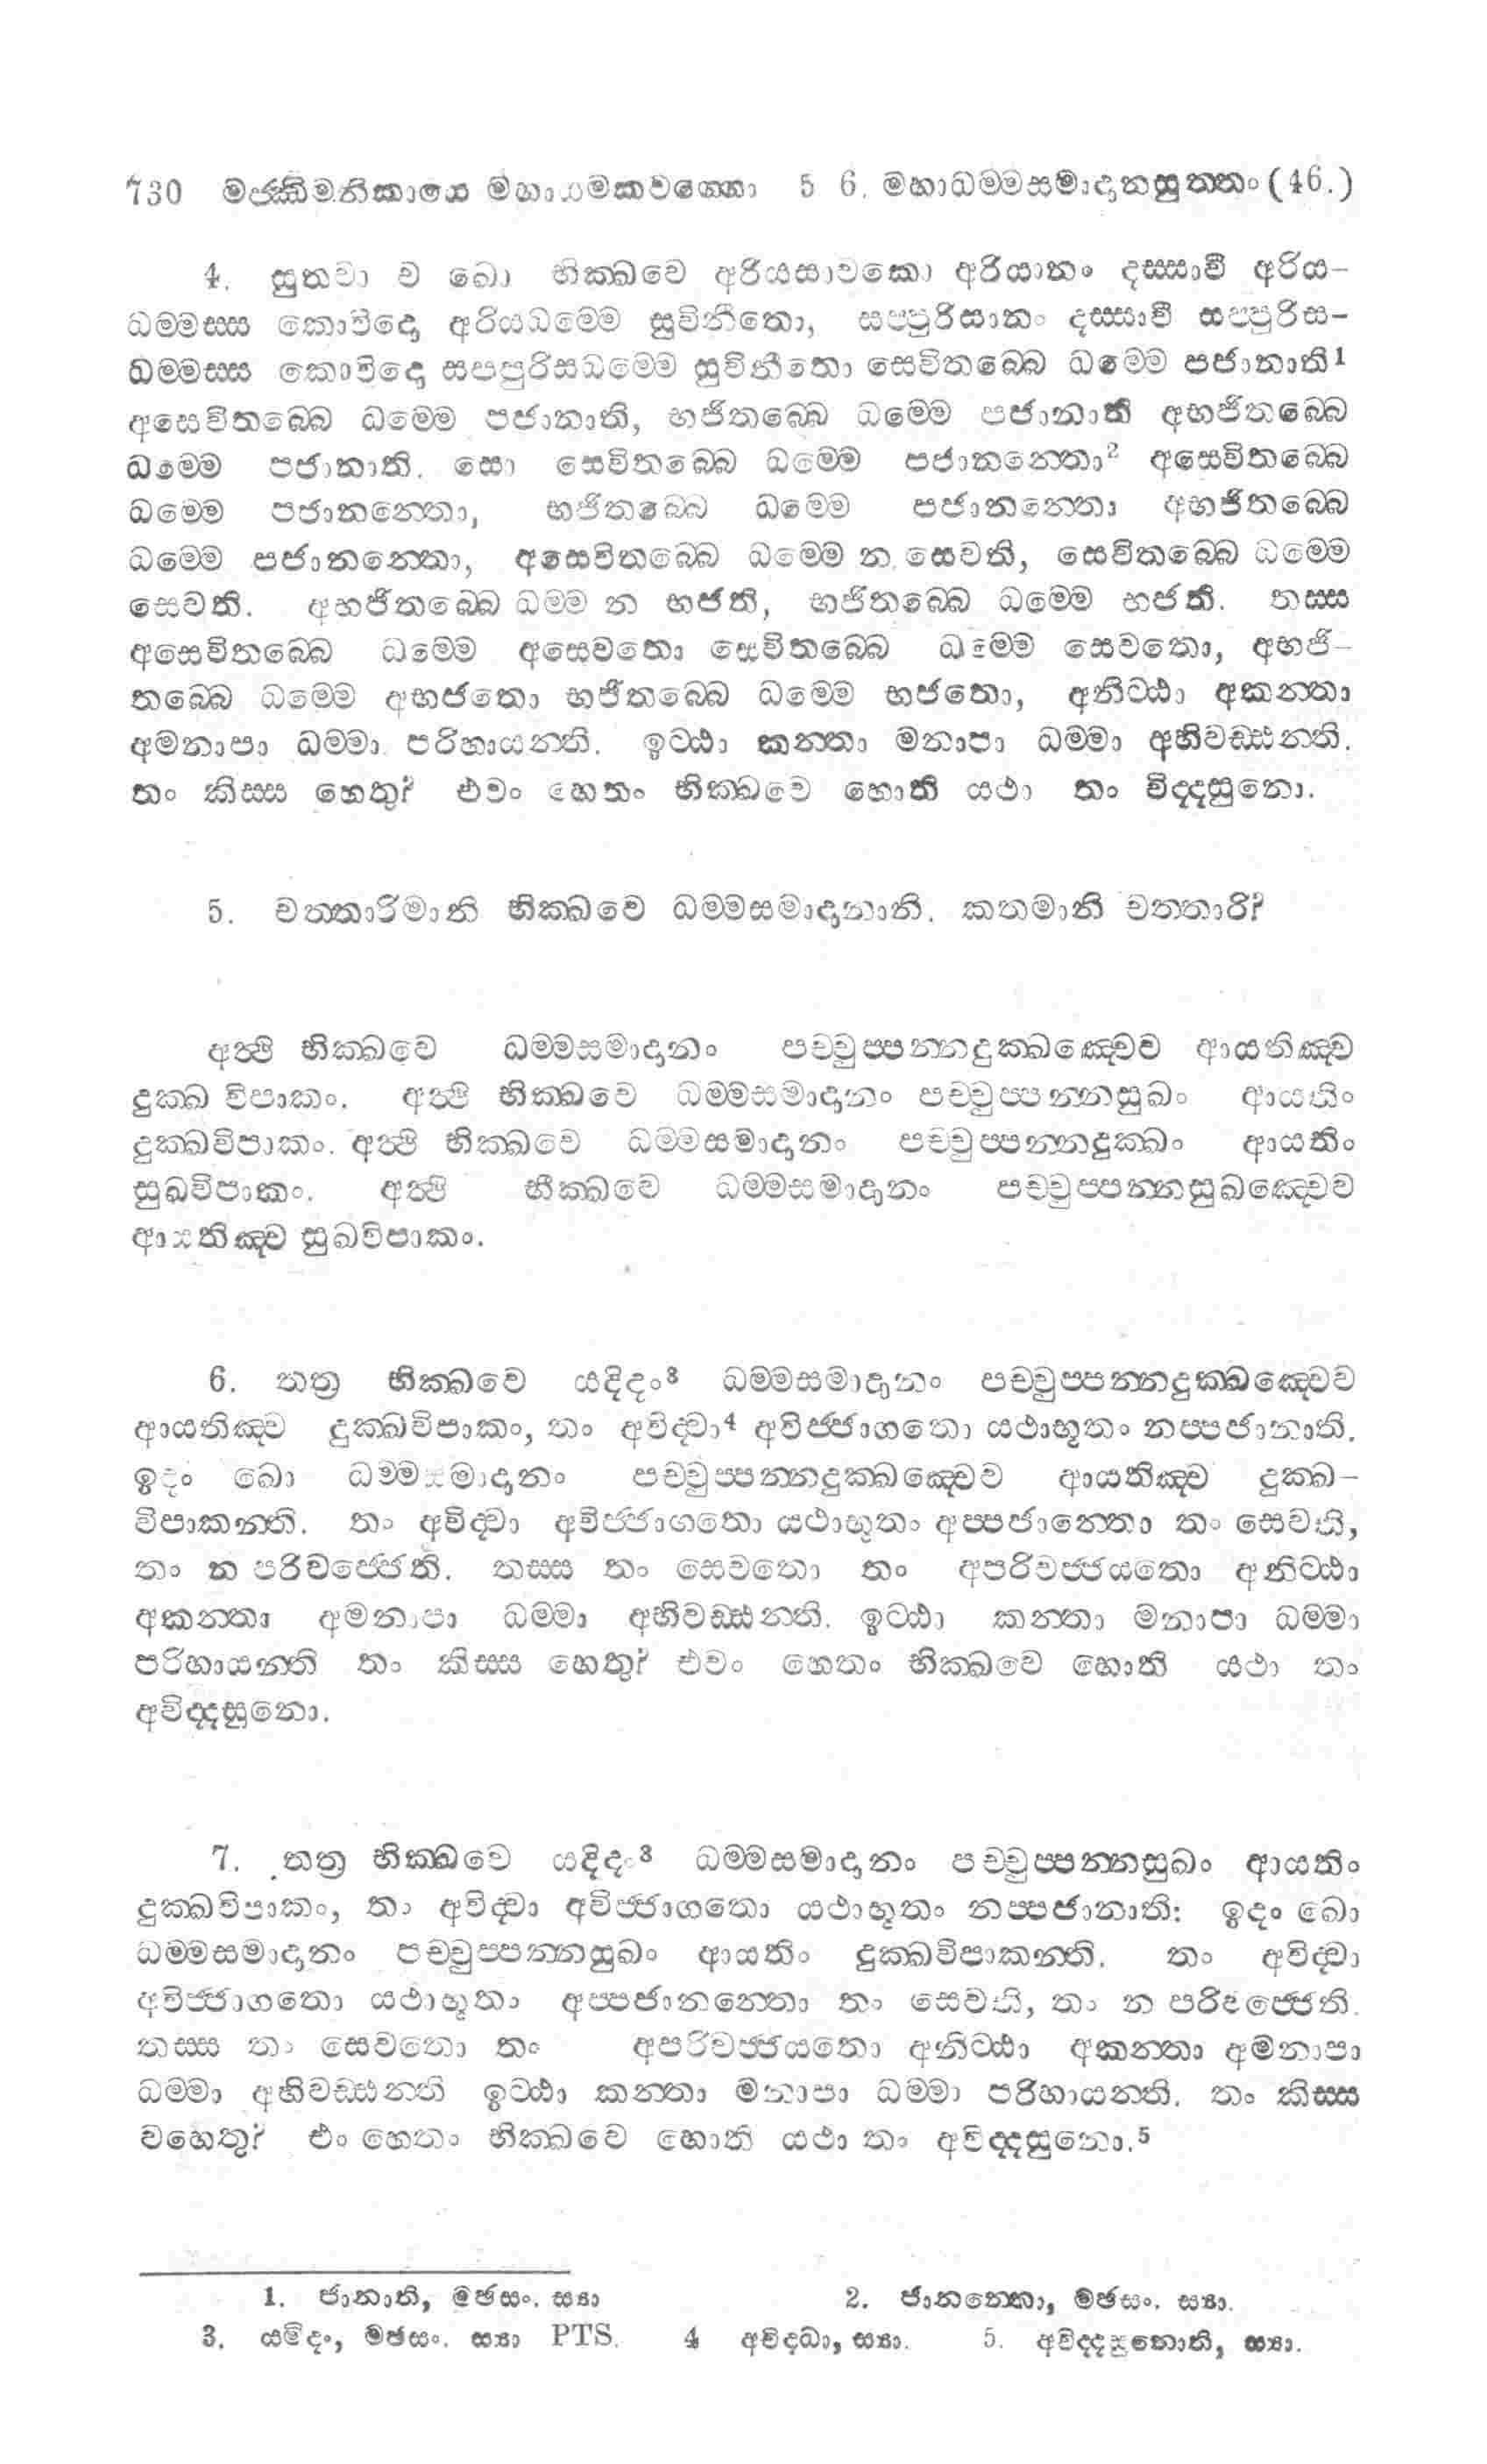 730 මජ්ඣිමනිකායෙ මහායමකවග්ගො 5 6. මහාධම්මසමාදානසුත්තං (46.)
4. සුතවා ච ඛො භික්ඛවෙ අරියසාවකො අරියානං දස්සාවී අරිය-
ධම්මස්ස කොවිදො අරියධම්මෙ සුවිනීතො, සප්පුරිසානං දස්සාවී සප්පුරිස-
ධම්මස්ස කොවිදො සප්පුරිසධම්මෙ සුවිනීතො සෙවිතබ්බෙ ධම්මෙ පජානාති1
අසෙවිතබ්බෙ ධම්මෙ පජානාති, භජිතබ්බෙ ධම්මෙ පජානාති අභජිතබ්බෙ
ධම්මෙ පජානාති. සො සෙවිතබ්බෙ ධම්මෙ පජානන්තො2 අසෙවිතබ්බෙ
ධම්මෙ පජානන්තො, භජිතබ්බෙ ධම්මෙ පජානන්තො අභජිතබ්බෙ
ධම්මෙ පජානන්තො, අසෙවිතබ්බෙ ධම්මෙ න සෙවති, සෙවිතබ්බෙ ධම්මෙ
සෙවති. අභජිතබ්බෙ ධම්ම න භජති, භජිතබ්බෙ ධම්මෙ භජති. තස්ස
අසෙවිතබ්බෙ ධම්මෙ අසෙවතො සෙවිතබ්බෙ ධම්මෙ සෙවතො, අභජි-
තබ්බෙ ධම්මෙ අභජතො භජිතබ්බෙ ධම්මෙ භජතො, අනිට්ඨා අකන්තා
අමනාපා ධම්මා පරිහායන්ති. ඉට්ඨා කන්තා මනාපා ධම්මා අභිවඩ්ඪන්ති.
තං කිස්ස හෙතු? එවං හෙතං භික්ඛවෙ හොති යථා තං විද්දසුනො.
5. චත්තාරිමානි භික්ඛවෙ ධම්මසමාදානානි. කතමානි චත්තාරි?
අත්ථි භික්ඛවෙ ධම්මසමාදානං පච්චුප්පන්නදුක්ඛඤ්චෙව ආයතිඤ්ච
දුක්ඛ විපාකං. අත්ථි භික්ඛවෙ ධම්මසමාදානං පච්චුප්පන්නසුඛං ආයතිං
දුක්ඛවිපාකං. අත්ථි භික්ඛවෙ ධම්මසමාදානං පච්චුප්පන්නදුක්ඛං ආයතිං
සුඛවිපාකං. අත්ථි භික්ඛවෙ ධම්මසමාදානං පච්චුප්පන්නසුඛඤ්චෙව
ආයතිඤ්ච සුඛවිපාකං.
6. තත්‍ර භික්ඛවෙ යදිදං3 ධම්මසමාදානං පච්චුප්පන්නදුක්ඛඤ්චෙව
ආයතිඤ්ච දුක්ඛවිපාකං, තං අවිද්වා4 අවිජ්ජාගතො යථාභූතං නප්පජානාති.
ඉදං ඛො ධම්මසමාදානං පච්චුප්පන්නදුක්ඛඤ්චෙව ආයතිඤ්ච දුක්ඛ-
විපාකන්ති. තං අවිද්වා අවිජ්ජාගතො යථාභූතං අප්පජානන්තො තං සෙවති,
තං න පරිවජ්ජෙති. තස්ස තං සෙවතො තං අපරිවජ්ජයතො අනිට්ඨා
අකන්තා අමනාපා ධම්මා අභිවඩ්ඪන්ති. ඉට්ඨා කන්තා මනාපා ධම්මා
පරිහායන්ති තං කිස්ස හෙතු? එවං හෙතං භික්ඛවෙ හොති යථා තං
අවිද්දසුනො.
7. තත්‍ර භික්ඛවෙ යදිදං3 ධම්මසමාදානං පච්චුප්පන්නසුඛං ආයතිං
දුක්ඛවිපාකං, තං අවිද්වා අවිජ්ජාගතො යථාභූතං නප්පජානාති: ඉදං ඛො
ධම්මසමාදානං පච්චුප්පන්නසුඛං ආයතිං දුක්ඛවිපාකන්ති. තං අවිද්වා
අවිජ්ජාගතො යථාභූතං අප්පජානන්තො තං සෙවති, තං න පරිවජ්ජෙති.
තස්ස තං සෙවතො තං අපරිවජ්ජයතො අනිට්ඨා අකන්තා අමනාපා
ධම්මා අභිවඩ්ඪන්ති ඉට්ඨා කන්තා මනාපා ධම්මා පරිහායන්ති. තං කිස්ස
වහෙතු? එං හෙතං භික්ඛවෙ හොති යථා තං අවිද්දසුනො.5
1. ජානාති, මඡසං. ස්‍යා 2. ජානන්තො, මඡසං. ස්‍යා.
3. යමිදං, මඡසං. ස්‍යා PTS. 4 අවිද්ධා, ස්‍යා. 5. අවිද්දසුනොති, ස්‍යා.